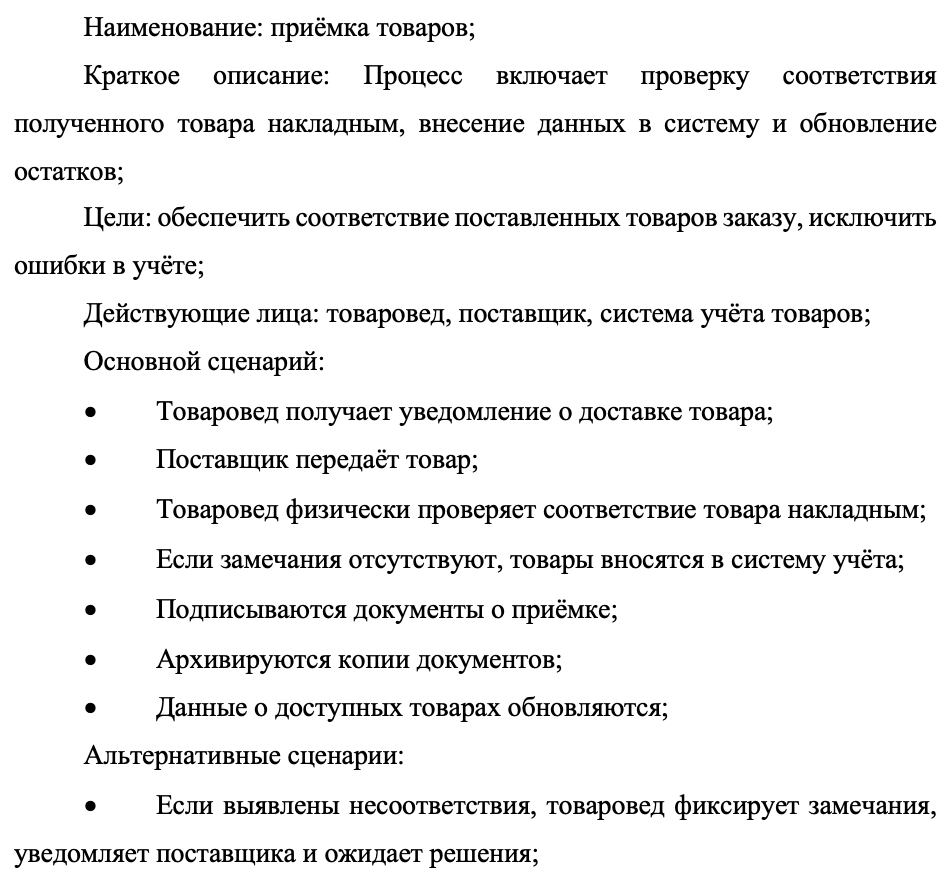 Наименование: приёмка товаров;
Краткое описание: Процесс включает проверку соответствия
полученного товара накладным, внесение данных в систему и обновление
остатков;
Цели: обеспечить соответствие поставленных товаров заказу, исключить
ошибки в учёте;
Действующие лица: товаровед, поставщик, система учёта товаров;
Основной сценарий:
• Товаровед получает уведомление о доставке товара;
• Поставщик передаёт товар;
• Товаровед физически проверяет соответствие товара накладным;
• Если замечания отсутствуют, товары вносятся в систему учёта;
• Подписываются документы о приёмке;
• Архивируются копии документов;
• Данные о доступных товарах обновляются;
Альтернативные сценарии:
• Если выявлены несоответствия, товаровед фиксирует замечания,
уведомляет поставщика и ожидает решения;